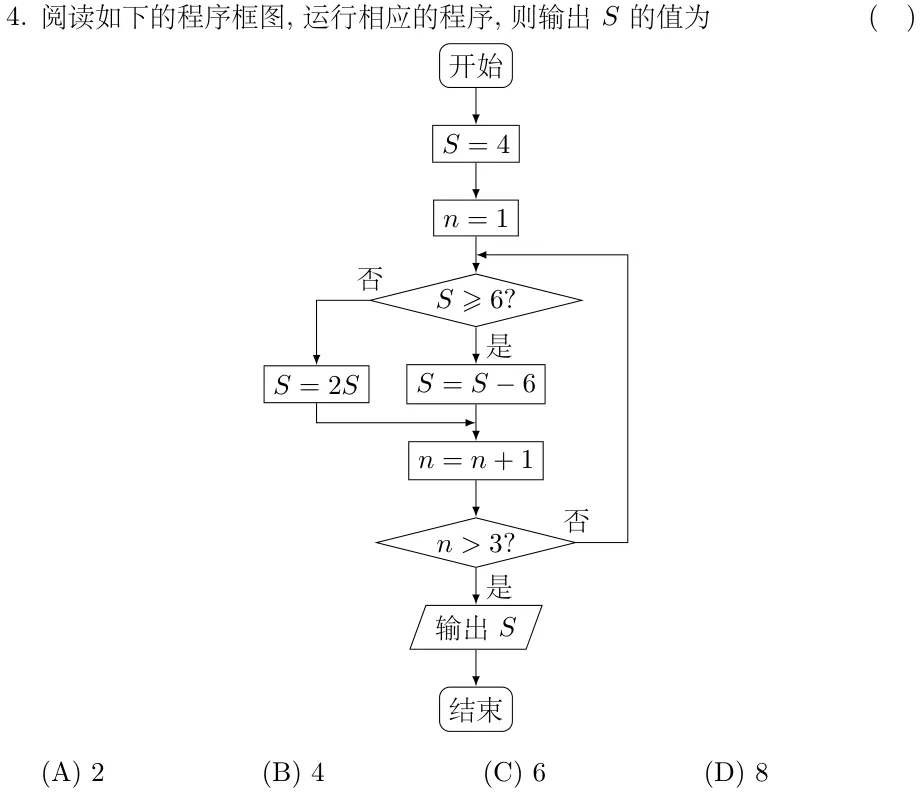 4. 阅读如下的程序框图, 运行相应的程序, 则输出 S 的值为 ( )
开始
S = 4
n = 1
否
S ⩾ 6?
是
S = 2S
S = S − 6
n = n + 1
否
n > 3?
是
输出 S
结束
(A) 2 (B) 4 (C) 6 (D) 8